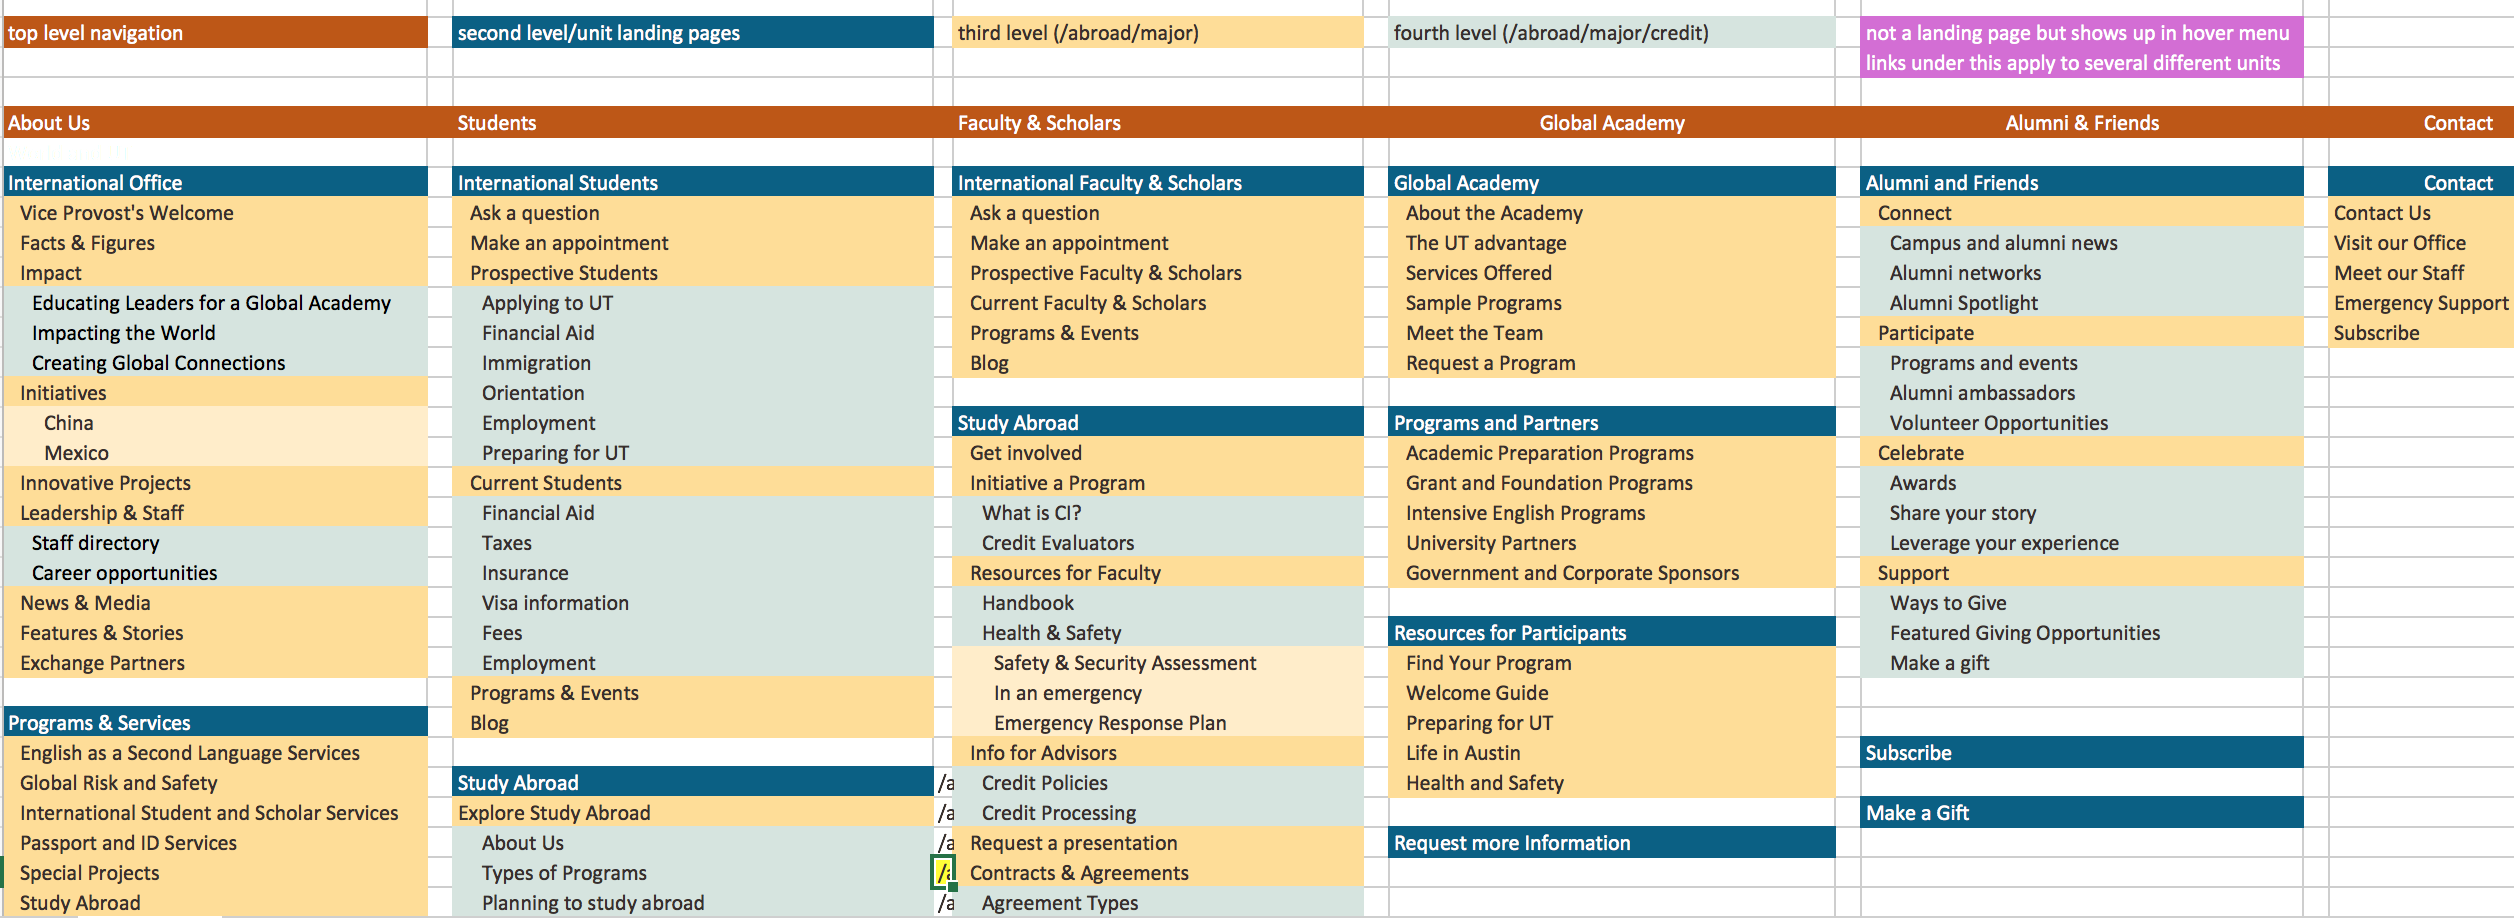 top level navigation
second level/unit landing pages
third level (/abroad/major)
fourth level (/abroad/major/credit)
not a landing page but shows up in hover menu
links under this apply to several different units
About Us
Students
Faculty & Scholars
Global Academy
Alumni & Friends
Contact
International Office
Vice Provost's Welcome
Facts & Figures
Impact
Educating Leaders for a Global Academy
Impacting the World
Creating Global Connections
Initiatives
China
Mexico
Innovative Projects
Leadership & Staff
Staff directory
Career opportunities
News & Media
Features & Stories
Exchange Partners
Programs & Services
English as a Second Language Services
Global Risk and Safety
International Student and Scholar Services
Passport and ID Services
Special Projects
Study Abroad
International Students
Ask a question
Make an appointment
Prospective Students
Applying to UT
Financial Aid
Immigration
Orientation
Employment
Preparing for UT
Current Students
Financial Aid
Taxes
Insurance
Visa information
Fees
Employment
Programs & Events
Blog
Study Abroad
Explore Study Abroad
About Us
Types of Programs
Planning to study abroad
/a
/a
/a
/a
/a
International Faculty & Scholars
Ask a question
Make an appointment
Prospective Faculty & Scholars
Current Faculty & Scholars
Programs & Events
Blog
Study Abroad
Get involved
Initiative a Program
What is CI?
Credit Evaluators
Resources for Faculty
Handbook
Health & Safety
Safety & Security Assessment
In an emergency
Emergency Response Plan
Info for Advisors
Credit Policies
Credit Processing
Request a presentation
Contracts & Agreements
Agreement Types
Global Academy
About the Academy
The UT advantage
Services Offered
Sample Programs
Meet the Team
Request a Program
Programs and Partners
Academic Preparation Programs
Grant and Foundation Programs
Intensive English Programs
University Partners
Government and Corporate Sponsors
Resources for Participants
Find Your Program
Welcome Guide
Preparing for UT
Life in Austin
Health and Safety
Request more Information
Alumni and Friends
Connect
Campus and alumni news
Alumni networks
Alumni Spotlight
Participate
Programs and events
Alumni ambassadors
Volunteer Opportunities
Celebrate
Awards
Share your story
Leverage your experience
Support
Ways to Give
Featured Giving Opportunities
Make a gift
Subscribe
Make a Gift
Contact
Contact Us
Visit our Office
Meet our Staff
Emergency Support
Subscribe